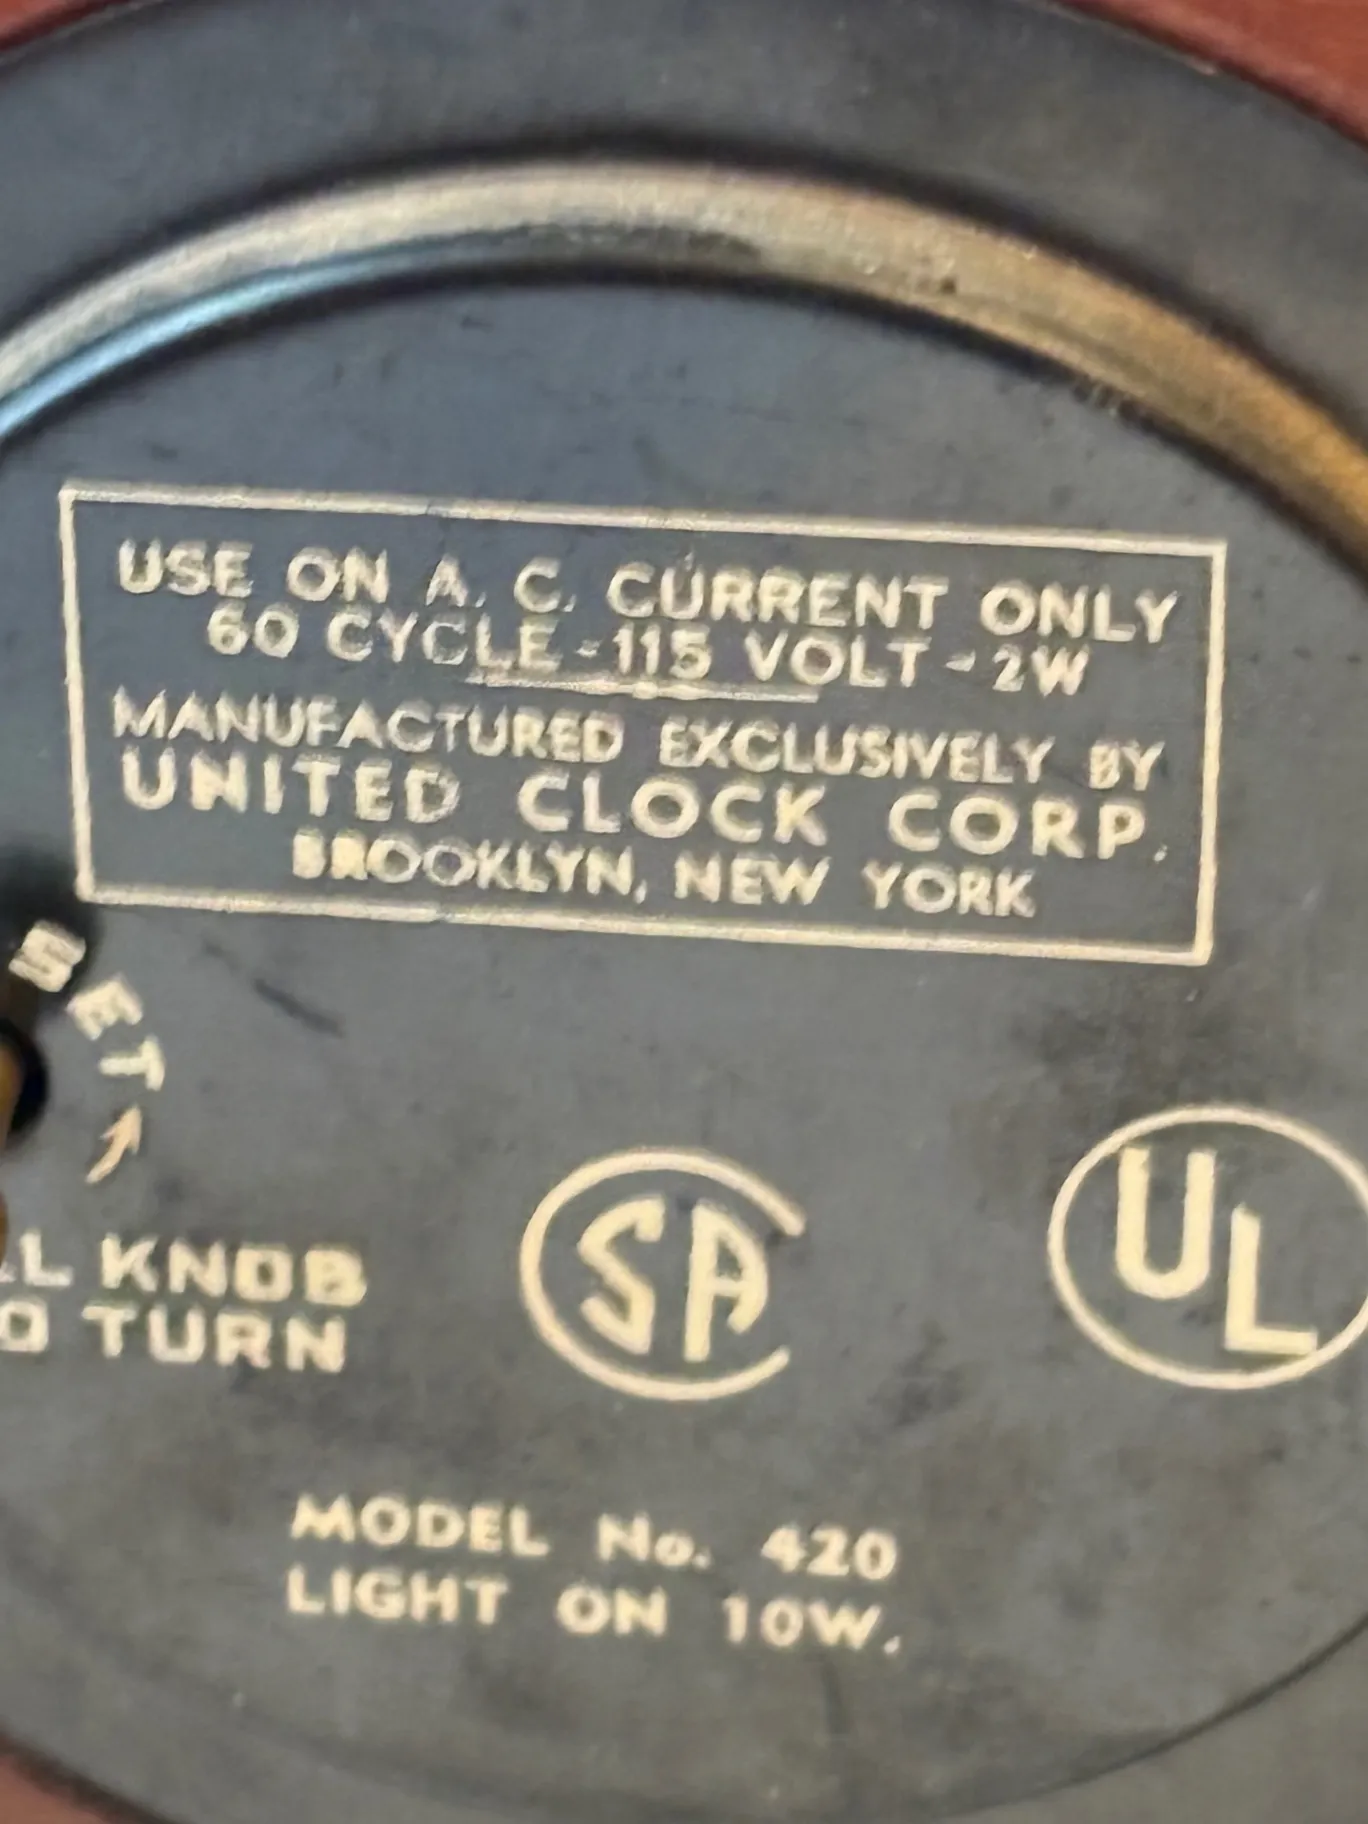 USE ON A. C. CURRENT ONLY
60 CYCLE - 115 VOLT - 2W
MANUFACTURED EXCLUSIVELY BY
UNITED CLOCK CORP.
BROOKLYN, NEW YORK
SET
KNOB
TURN
SA
UL
MODEL No. 420
LIGHT ON 10W.